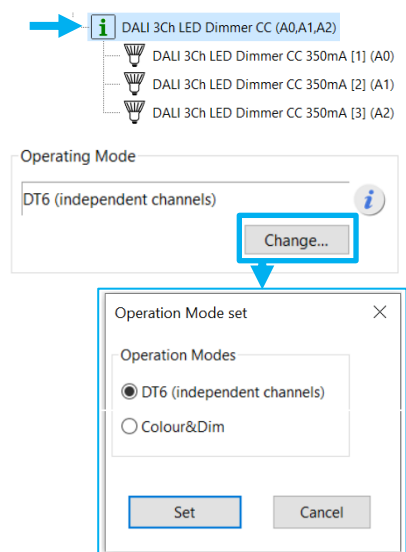 i DALI 3Ch LED Dimmer CC (A0,A1,A2)
DALI 3Ch LED Dimmer CC 350mA [1] (A0)
DALI 3Ch LED Dimmer CC 350mA [2] (A1)
DALI 3Ch LED Dimmer CC 350mA [3] (A2)
Operating Mode
DT6 (independent channels)
i
Change...
Operation Mode set
Operation Modes
DT6 (independent channels)
Colour&Dim
Set Cancel